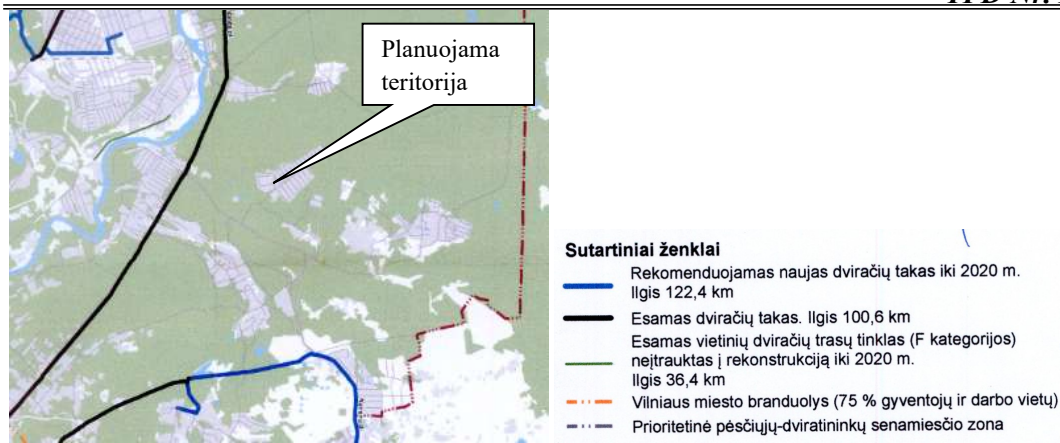 Planuojama
teritorija
Sutartiniai ženklai
Rekomenduojamas naujas dviračių takas iki 2020 m.
Ilgis 122,4 km
Esamas dviračių takas. Ilgis 100,6 km
Esamas vietinių dviračių trasų tinklas (F kategorijos)
neįtrauktas į rekonstrukciją iki 2020 m.
Ilgis 36,4 km
Vilniaus miesto branduolys (75 % gyventojų ir darbo vietų)
Prioritetinė pėsčiųjų-dviratininkų senamiesčio zona